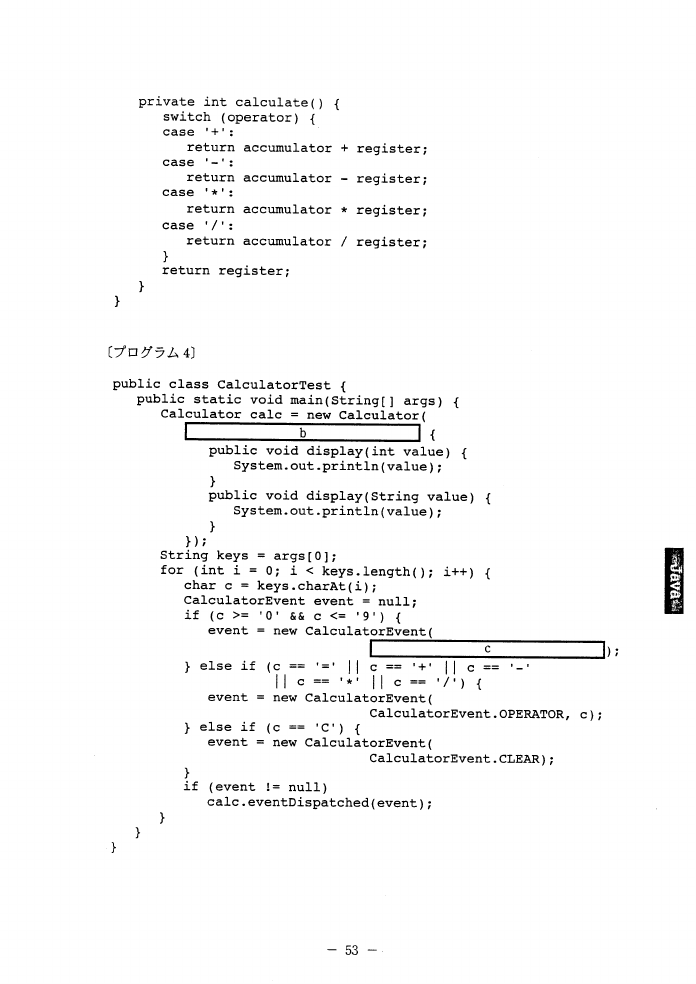 private int calculate() {
switch (operator) {
case '+':
return accumulator + register;
case '-':
return accumulator - register;
case '*':
return accumulator * register;
case '/':
return accumulator / register;
}
return register;
}
}
〔プログラム4〕
public class CalculatorTest {
public static void main(String[] args) {
Calculator calc = new Calculator(
b {
public void display(int value) {
System.out.println(value);
}
public void display(String value) {
System.out.println(value);
}
});
String keys = args[0];
for (int i = 0; i < keys.length(); i++) {
char c = keys.charAt(i);
CalculatorEvent event = null;
if (c >= '0' && c <= '9') {
event = new CalculatorEvent(
c );
} else if (c == '=' || c == '+' || c == '-'
|| c == '*' || c == '/') {
event = new CalculatorEvent(
CalculatorEvent.OPERATOR, c);
} else if (c == 'C') {
event = new CalculatorEvent(
CalculatorEvent.CLEAR);
}
if (event != null)
calc.eventDispatched(event);
}
}
}
Java
― 53 ―